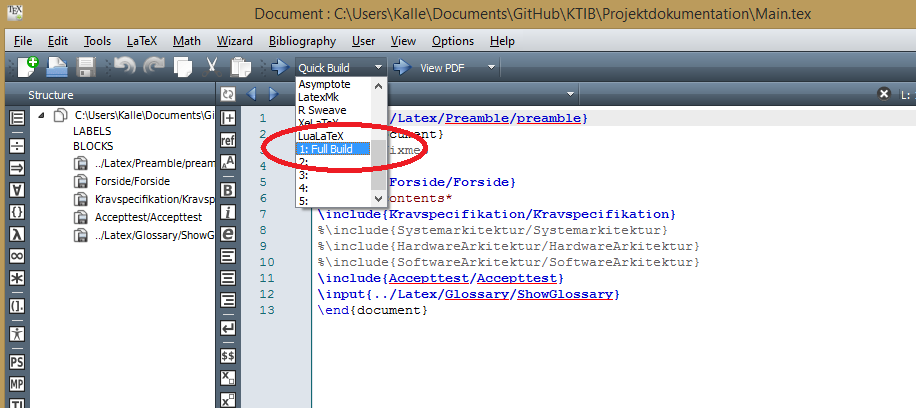 Document : C:\Users\Kalle\Documents\GitHub\KTIB\Projektdokumentation\Main.tex
File Edit Tools LaTeX Math Wizard Bibliography User View Options Help
Quick Build View PDF
Structure
L:
C:\Users\Kalle\Documents\Gi
LABELS
BLOCKS
../Latex/Preamble/pream
Forside/Forside
Kravspecifikation/Kravsp
Accepttest/Accepttest
../Latex/Glossary/ShowG
ref
PS
MP
TI
$$
Asymptote
LatexMk
R Sweave
XeLaTeX
LuaLaTeX
1: Full Build
2:
3:
4:
5:
1 /Latex/Preamble/preamble}
2 cument}
3 ixme
4
5 Forside/Forside}
6 ontents*
7 \include{Kravspecifikation/Kravspecifikation}
8 %\include{Systemarkitektur/Systemarkitektur}
9 %\include{HardwareArkitektur/HardwareArkitektur}
10 %\include{SoftwareArkitektur/SoftwareArkitektur}
11 \include{Accepttest/Accepttest}
12 \input{../Latex/Glossary/ShowGlossary}
13 \end{document}